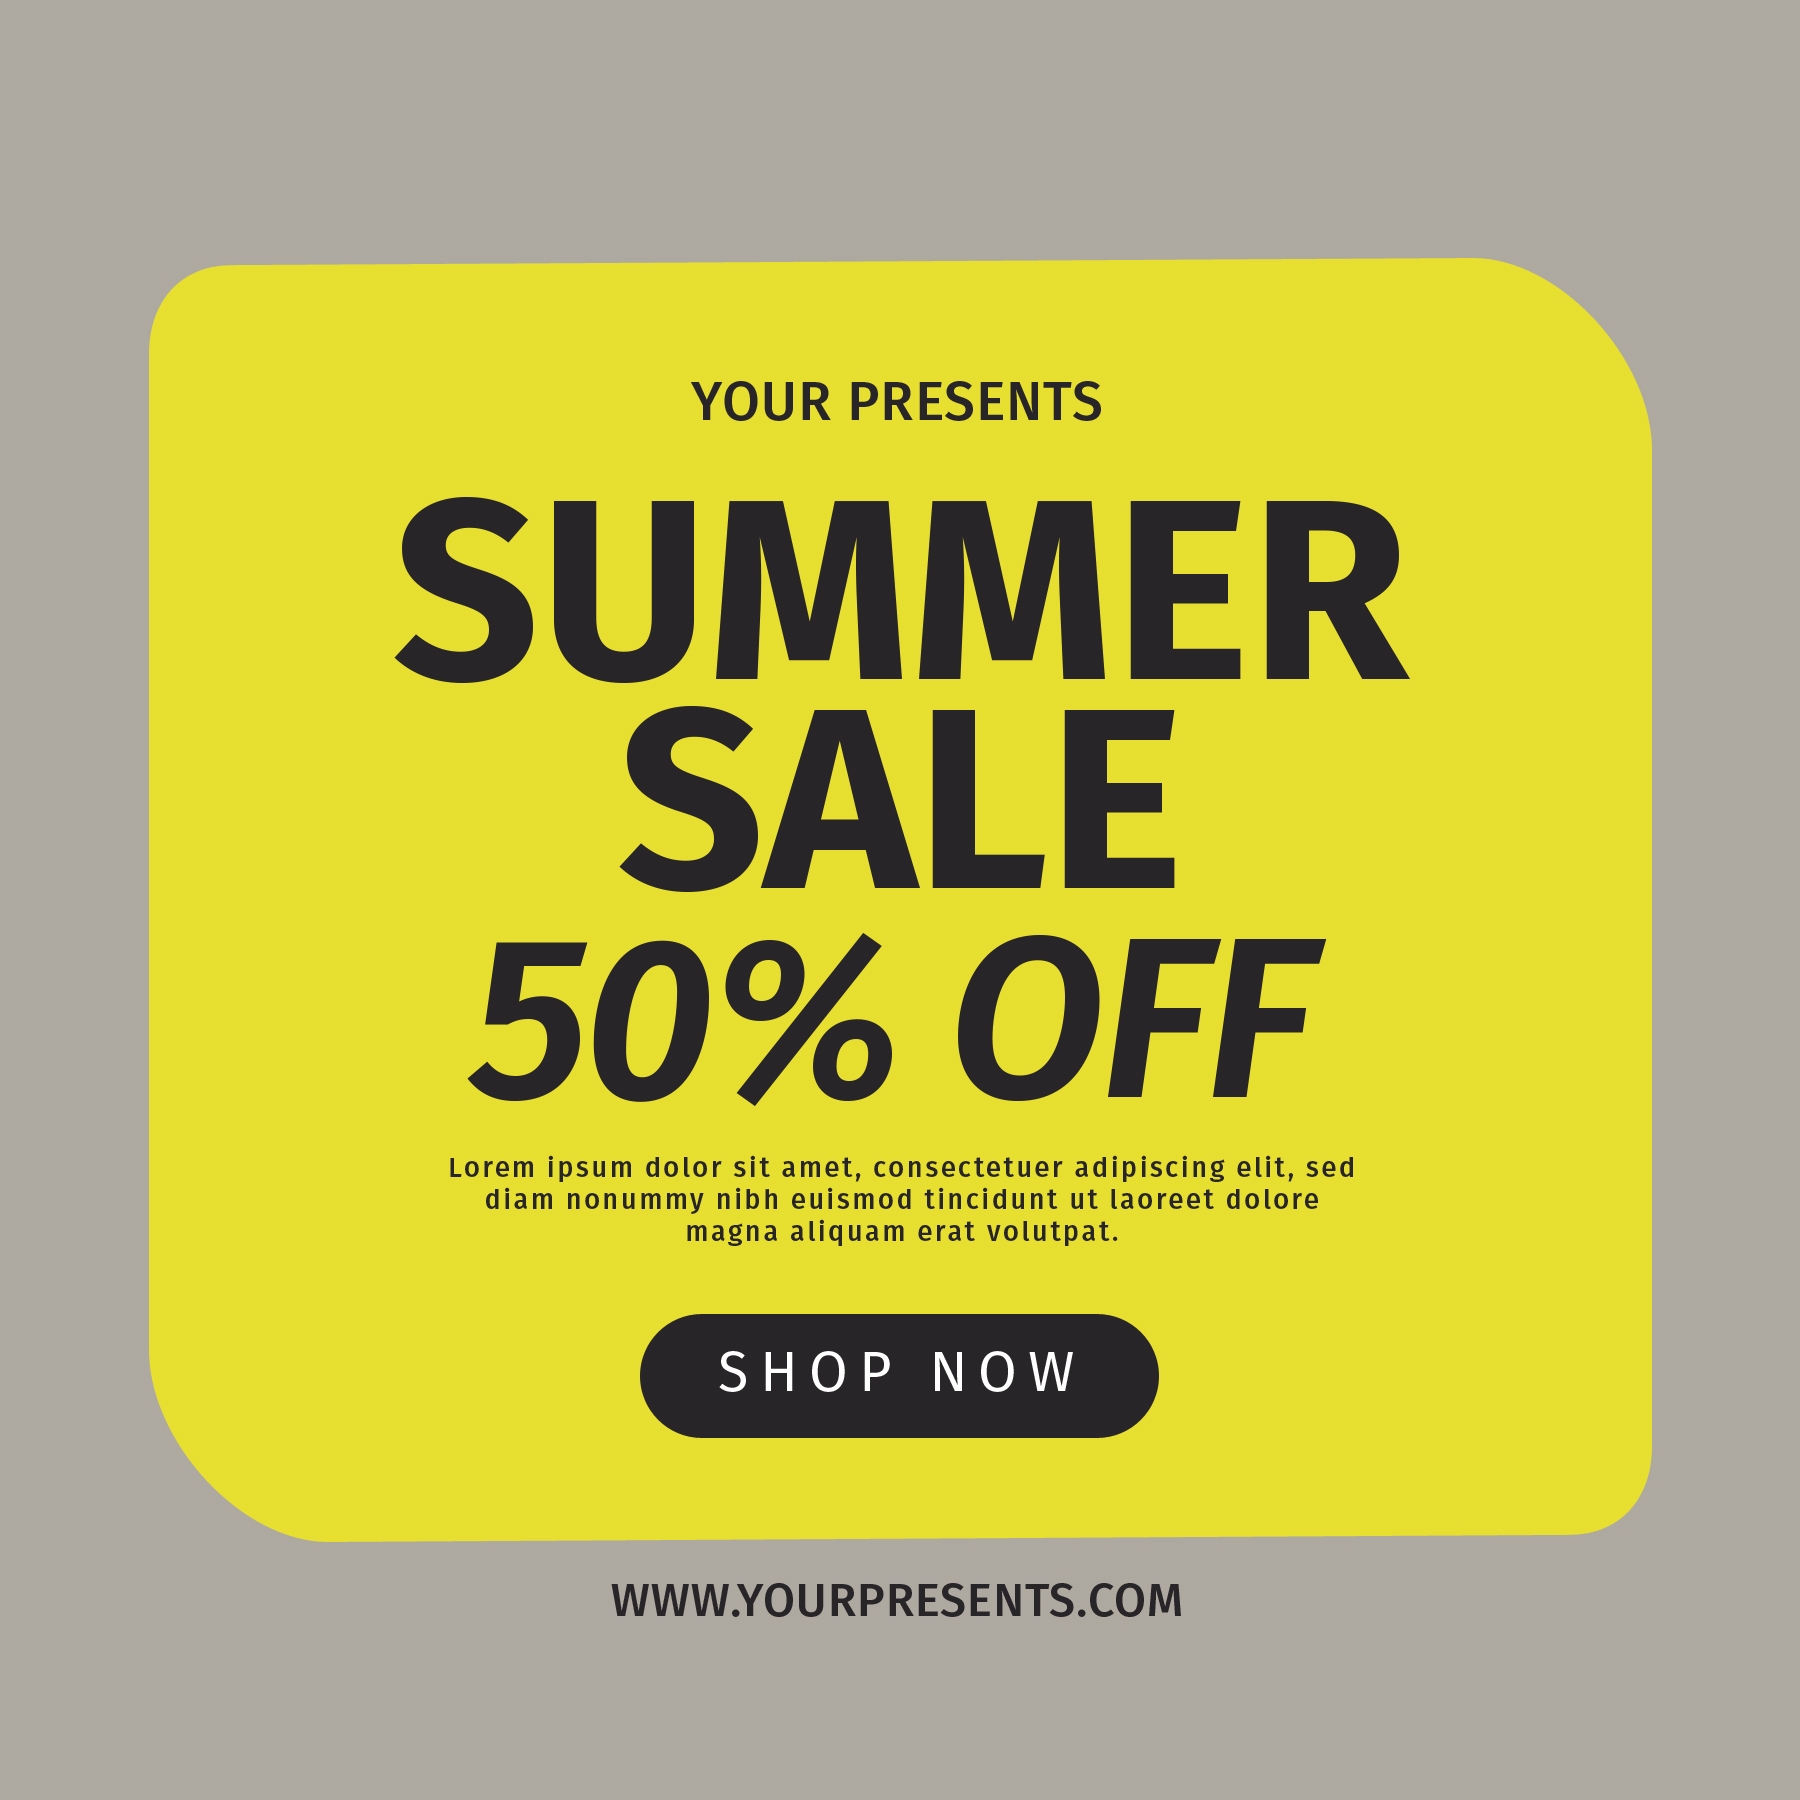 YOUR PRESENTS
SUMMER
SALE
50% OFF
Lorem ipsum dolor sit amet, consectetuer adipiscing elit, sed
diam nonummy nibh euismod tincidunt ut laoreet dolore
magna aliquam erat volutpat.
SHOP NOW
WWW.YOURPRESENTS.COM